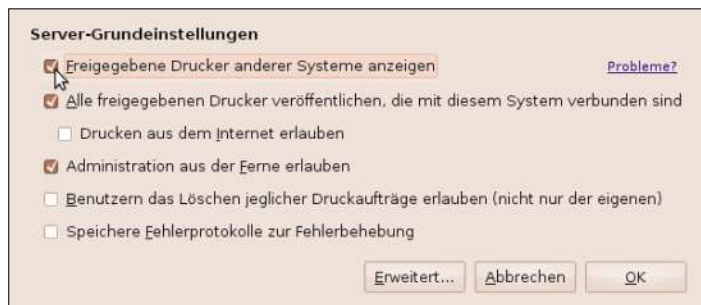 Server-Grundeinstellungen
Freigegebene Drucker anderer Systeme anzeigen
Probleme?
Alle freigegebenen Drucker veröffentlichen, die mit diesem System verbunden sind
Drucken aus dem Internet erlauben
Administration aus der Ferne erlauben
Benutzern das Löschen jeglicher Druckaufträge erlauben (nicht nur der eigenen)
Speichere Fehlerprotokolle zur Fehlerbehebung
Erweitert... Abbrechen OK